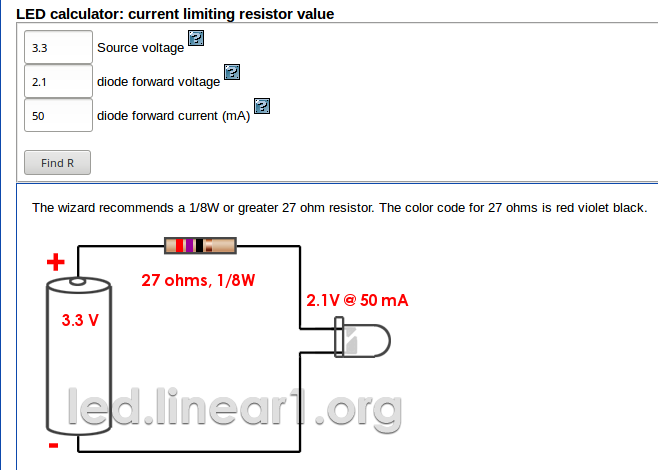 LED calculator: current limiting resistor value
3.3 Source voltage ?
2.1 diode forward voltage ?
50 diode forward current (mA) ?
Find R
The wizard recommends a 1/8W or greater 27 ohm resistor. The color code for 27 ohms is red violet black.
+
27 ohms, 1/8W
2.1V @ 50 mA
3.3 V
led.linear1.org
-